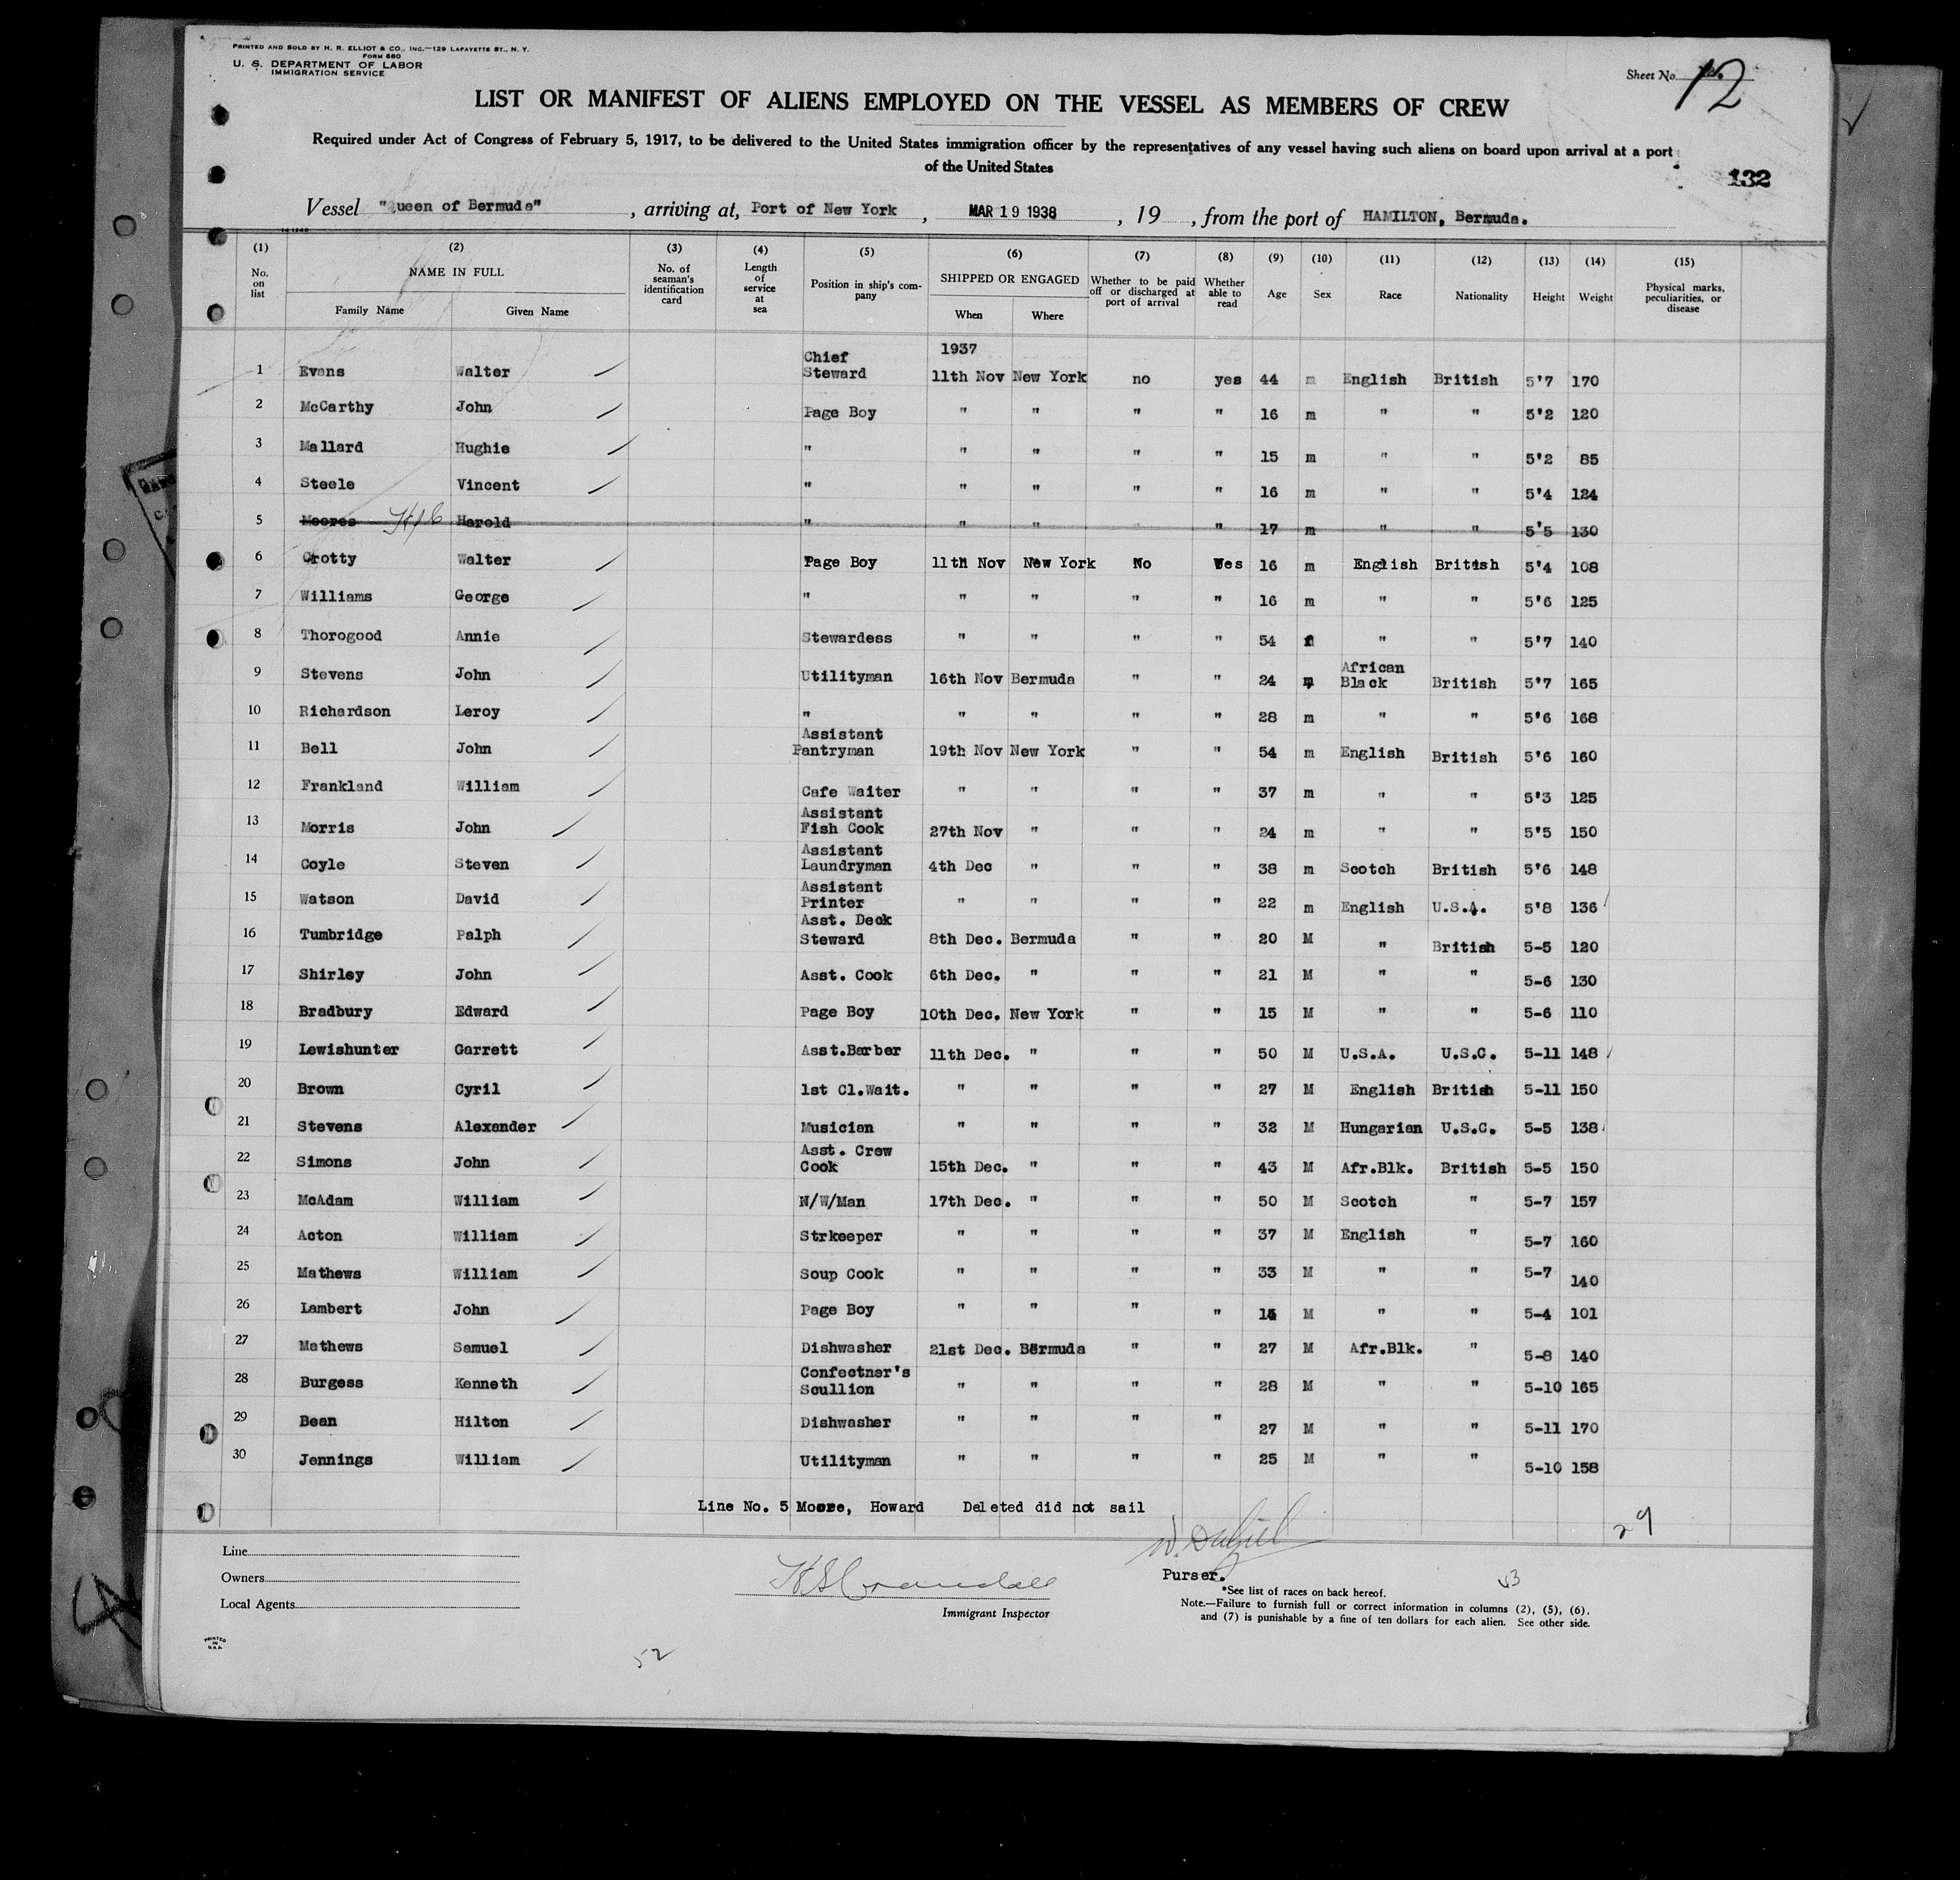 PRINTED AND SOLD BY H. R. ELLIOT & CO., INC.—129 LAFAYETTE ST., N. Y.
FORM 680
U. S. DEPARTMENT OF LABOR
IMMIGRATION SERVICE
Sheet No. 12
LIST OR MANIFEST OF ALIENS EMPLOYED ON THE VESSEL AS MEMBERS OF CREW
Required under Act of Congress of February 5, 1917, to be delivered to the United States immigration officer by the representatives of any vessel having such aliens on board upon arrival at a port
of the United States
132
Vessel "Queen of Bermuda", arriving at, Port of New York, MAR 19 1938, 19, from the port of HAMILTON, Bermuda.
(1) (2) (3) (4) (5) (6) (7) (8) (9) (10) (11) (12) (13) (14) (15)
No. on list NAME IN FULL Family Name Given Name No. of seaman's identification card Length of service at sea Position in ship's company SHIPPED OR ENGAGED When Where Whether to be paid off or discharged at port of arrival Whether able to read Age Sex Race Nationality Height Weight Physical marks, peculiarities, or disease
1937
1 Evans Walter Chief Steward 11th Nov New York no yes 44 m English British 5'7 170
2 McCarthy John Page Boy " " " " 16 m " " 5'2 120
3 Mallard Hughie " " " " " 15 m " " 5'2 85
4 Steele Vincent " " " " " 16 m " " 5'4 124
5 Moores Harold " " " " 17 m " " 5'5 130
6 Crotty Walter Page Boy 11th Nov New York No Yes 16 m English British 5'4 108
7 Williams George " " " " " 16 m " " 5'6 125
8 Thorogood Annie Stewardess " " " " 54 f " " 5'7 140
9 Stevens John Utilityman 16th Nov Bermuda " " 24 m African Black British 5'7 165
10 Richardson Leroy " " " " " 28 m " " 5'6 168
11 Bell John Assistant Pantryman 19th Nov New York " " 54 m English British 5'6 160
12 Frankland William Cafe Waiter " " " " 37 m " " 5'3 125
13 Morris John Assistant Fish Cook 27th Nov " " " 24 m " " 5'5 150
14 Coyle Steven Assistant Laundryman 4th Dec " " " 38 m Scotch British 5'6 148
15 Watson David Assistant Printer " " " " 22 m English U.S.A. 5'8 136
16 Tumbridge Palph Asst. Deck Steward 8th Dec. Bermuda " " 20 M " British 5-5 120
17 Shirley John Asst. Cook 6th Dec. " " " 21 M " " 5-6 130
18 Bradbury Edward Page Boy 10th Dec. New York " " 15 M " " 5-6 110
19 Lewishunter Garrett Asst.Barber 11th Dec. " " " 50 M U.S.A. U.S.C. 5-11 148
20 Brown Cyril 1st Cl.Wait. " " " " 27 M English British 5-11 150
21 Stevens Alexander Musician " " " " 32 M Hungarian U.S.C. 5-5 138
22 Simons John Asst. Crew Cook 15th Dec. " " " 43 M Afr.Blk. British 5-5 150
23 McAdam William N/W/Man 17th Dec. " " " 50 M Scotch " 5-7 157
24 Acton William Strkeeper " " " " 37 M English " 5-7 160
25 Mathews William Soup Cook " " " " 33 M " " 5-7 140
26 Lambert John Page Boy " " " " M " " 5-4 101
27 Mathews Samuel Dishwasher 21st Dec. Bermuda " " 27 M Afr.Blk. " 5-8 140
28 Burgess Kenneth Confectner's Scullion " " " " 28 M " " 5-10 165
29 Bean Hilton Dishwasher " " " " 27 M " " 5-11 170
30 Jennings William Utilityman " " " " 25 M " " 5-10 158
Line No. 5 Moore, Howard Deleted did not sail
29
Line
Owners
Local Agents
Crandall
Immigrant Inspector
Purser.
53
*See list of races on back hereof.
Note.—Failure to furnish full or correct information in columns (2), (5), (6),
and (7) is punishable by a fine of ten dollars for each alien. See other side.
PRINTED
IN
U.S.A.
52